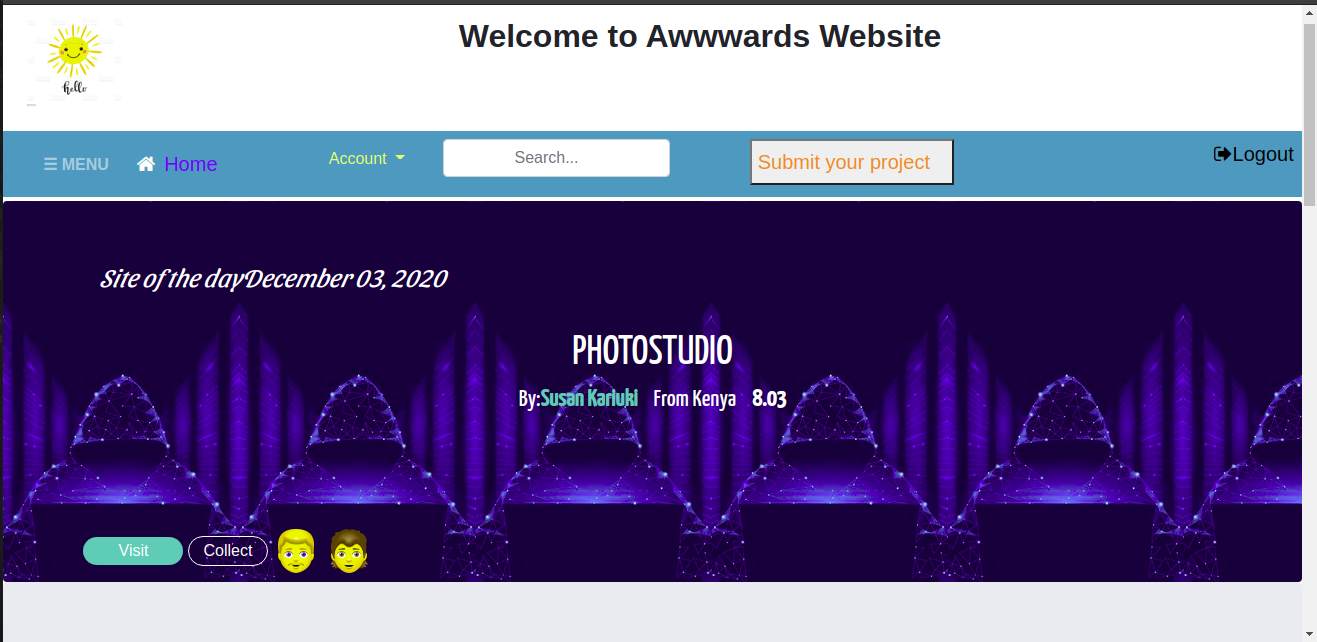 Welcome to Awwwards Website
hello
☰ MENU Home Account Search... Submit your project Logout
Site of the dayDecember 03, 2020
PHOTOSTUDIO
By:Susan Kariuki From Kenya 8.03
Visit Collect